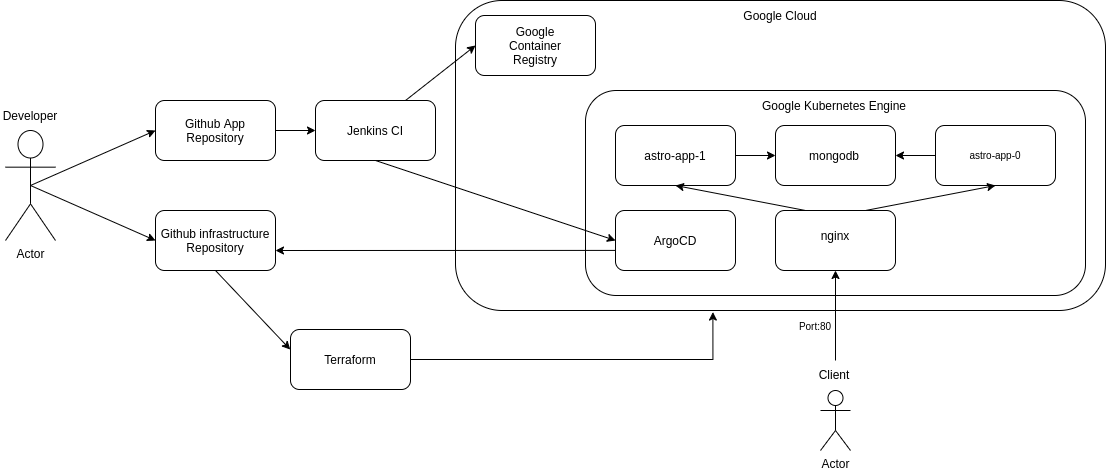 Google Cloud
Google
Container
Registry
Google Kubernetes Engine
Developer
Github App
Repository
Jenkins CI
astro-app-1
mongodb
astro-app-0
Github infrastructure
Repository
ArgoCD
nginx
Actor
Port:80
Terraform
Client
Actor